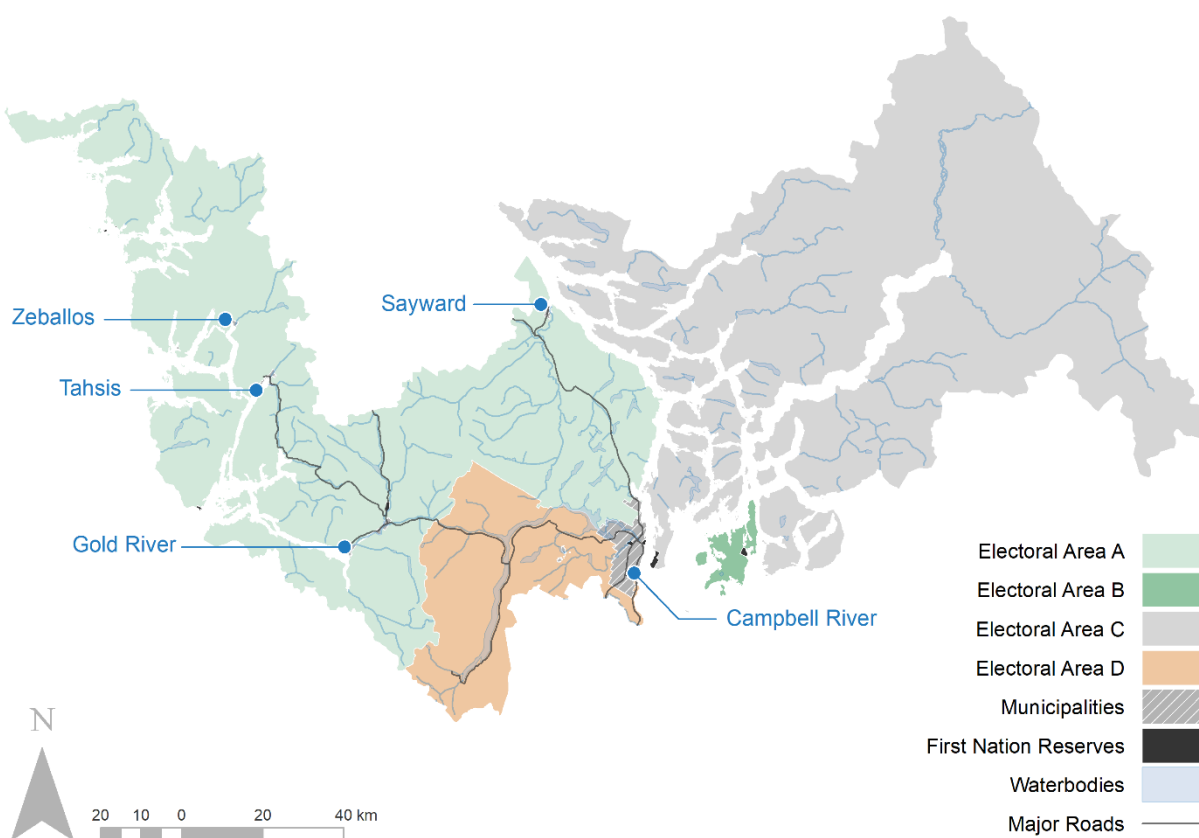 Zeballos
Sayward
Tahsis
Gold River
Campbell River
Electoral Area A
Electoral Area B
Electoral Area C
Electoral Area D
Municipalities
First Nation Reserves
Waterbodies
Major Roads
N
20 10 0 20 40 km